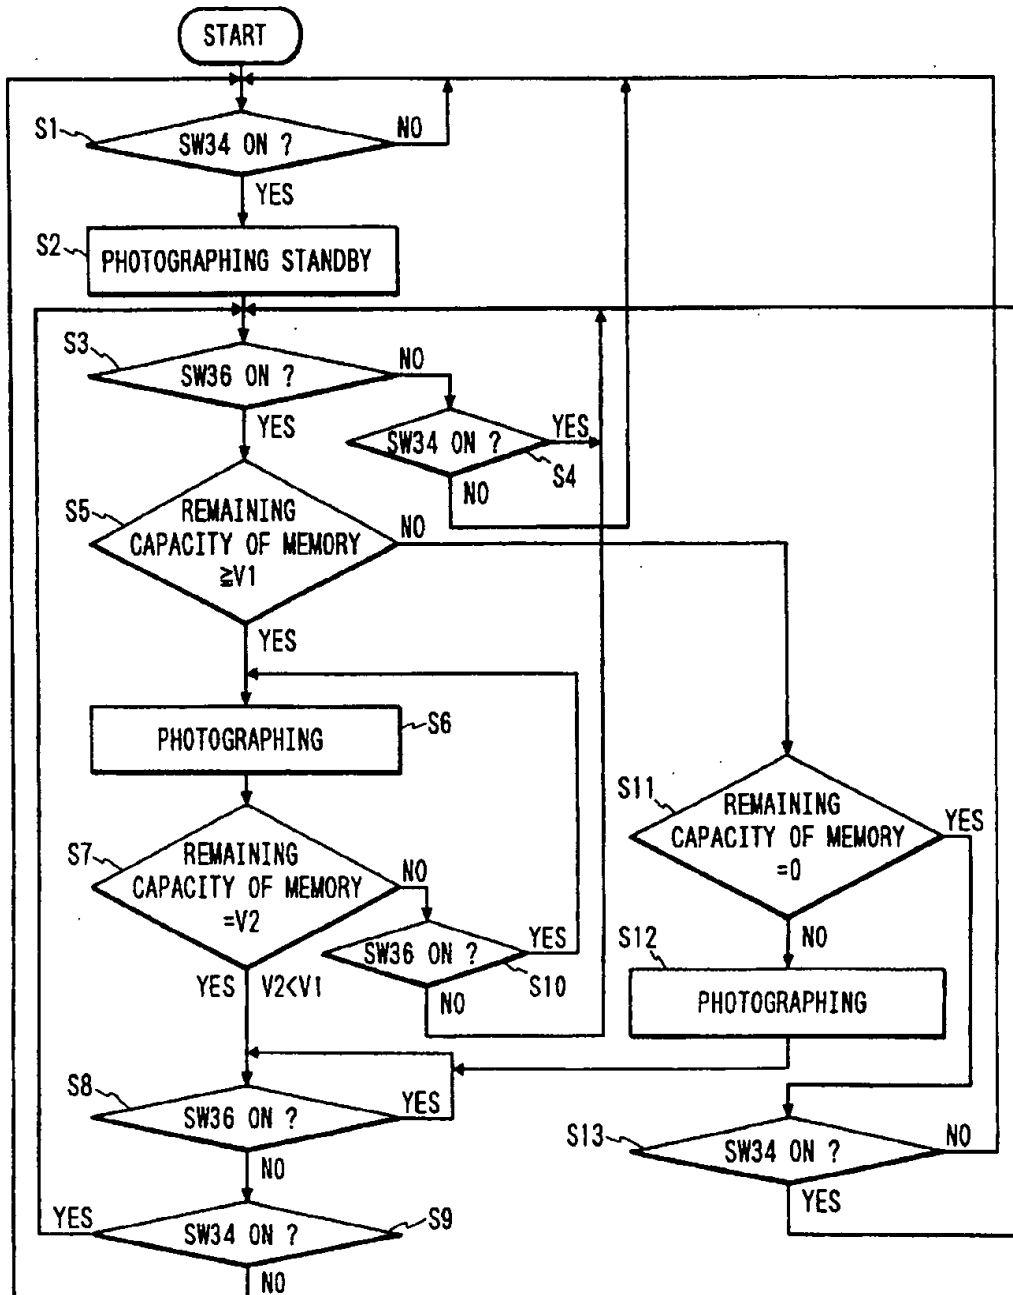 START
S1
SW34 ON ?
NO
YES
S2
PHOTOGRAPHING STANDBY
S3
SW36 ON ?
NO
YES
SW34 ON ?
YES
S4
NO
S5
REMAINING
CAPACITY OF MEMORY
≧V1
NO
YES
PHOTOGRAPHING
S6
S7
REMAINING
CAPACITY OF MEMORY
=V2
NO
YES
V2<V1
SW36 ON ?
YES
S10
NO
S11
REMAINING
CAPACITY OF MEMORY
=0
YES
NO
S12
PHOTOGRAPHING
S8
SW36 ON ?
YES
NO
S13
SW34 ON ?
NO
YES
YES
SW34 ON ?
S9
NO